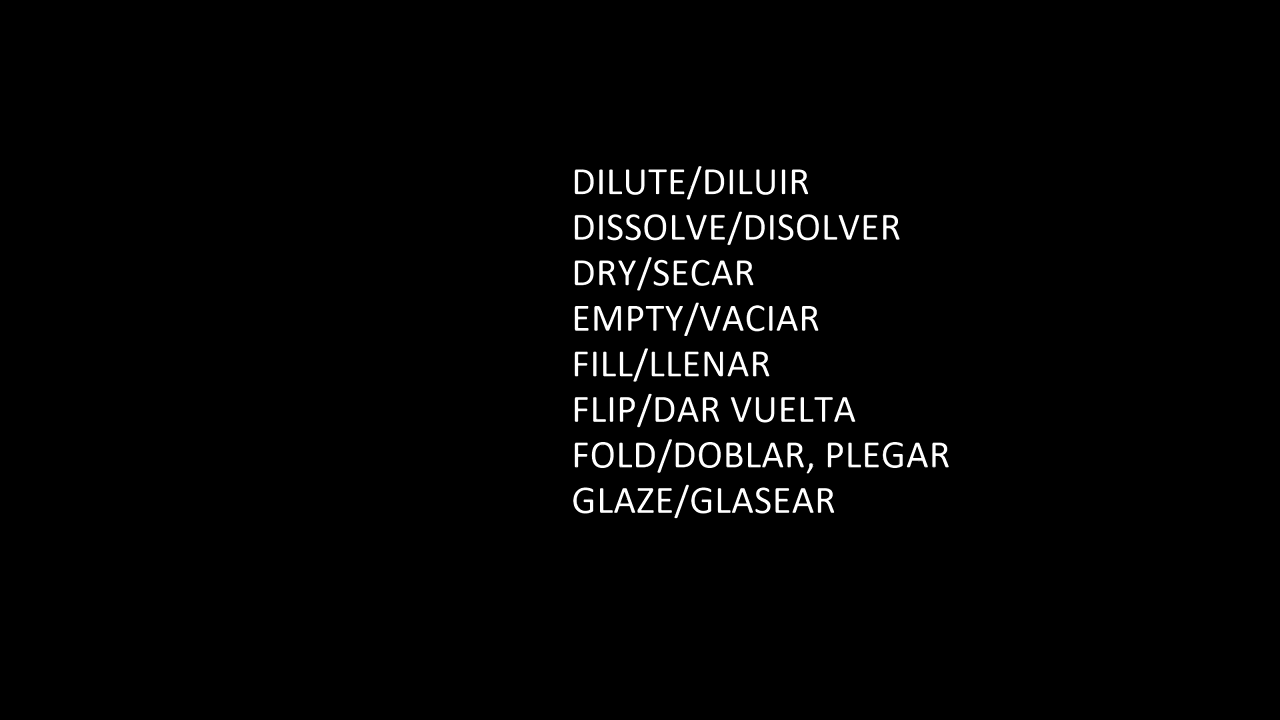 DILUTE/DILUIR
DISSOLVE/DISOLVER
DRY/SECAR
EMPTY/VACIAR
FILL/LLENAR
FLIP/DAR VUELTA
FOLD/DOBLAR, PLEGAR
GLAZE/GLASEAR